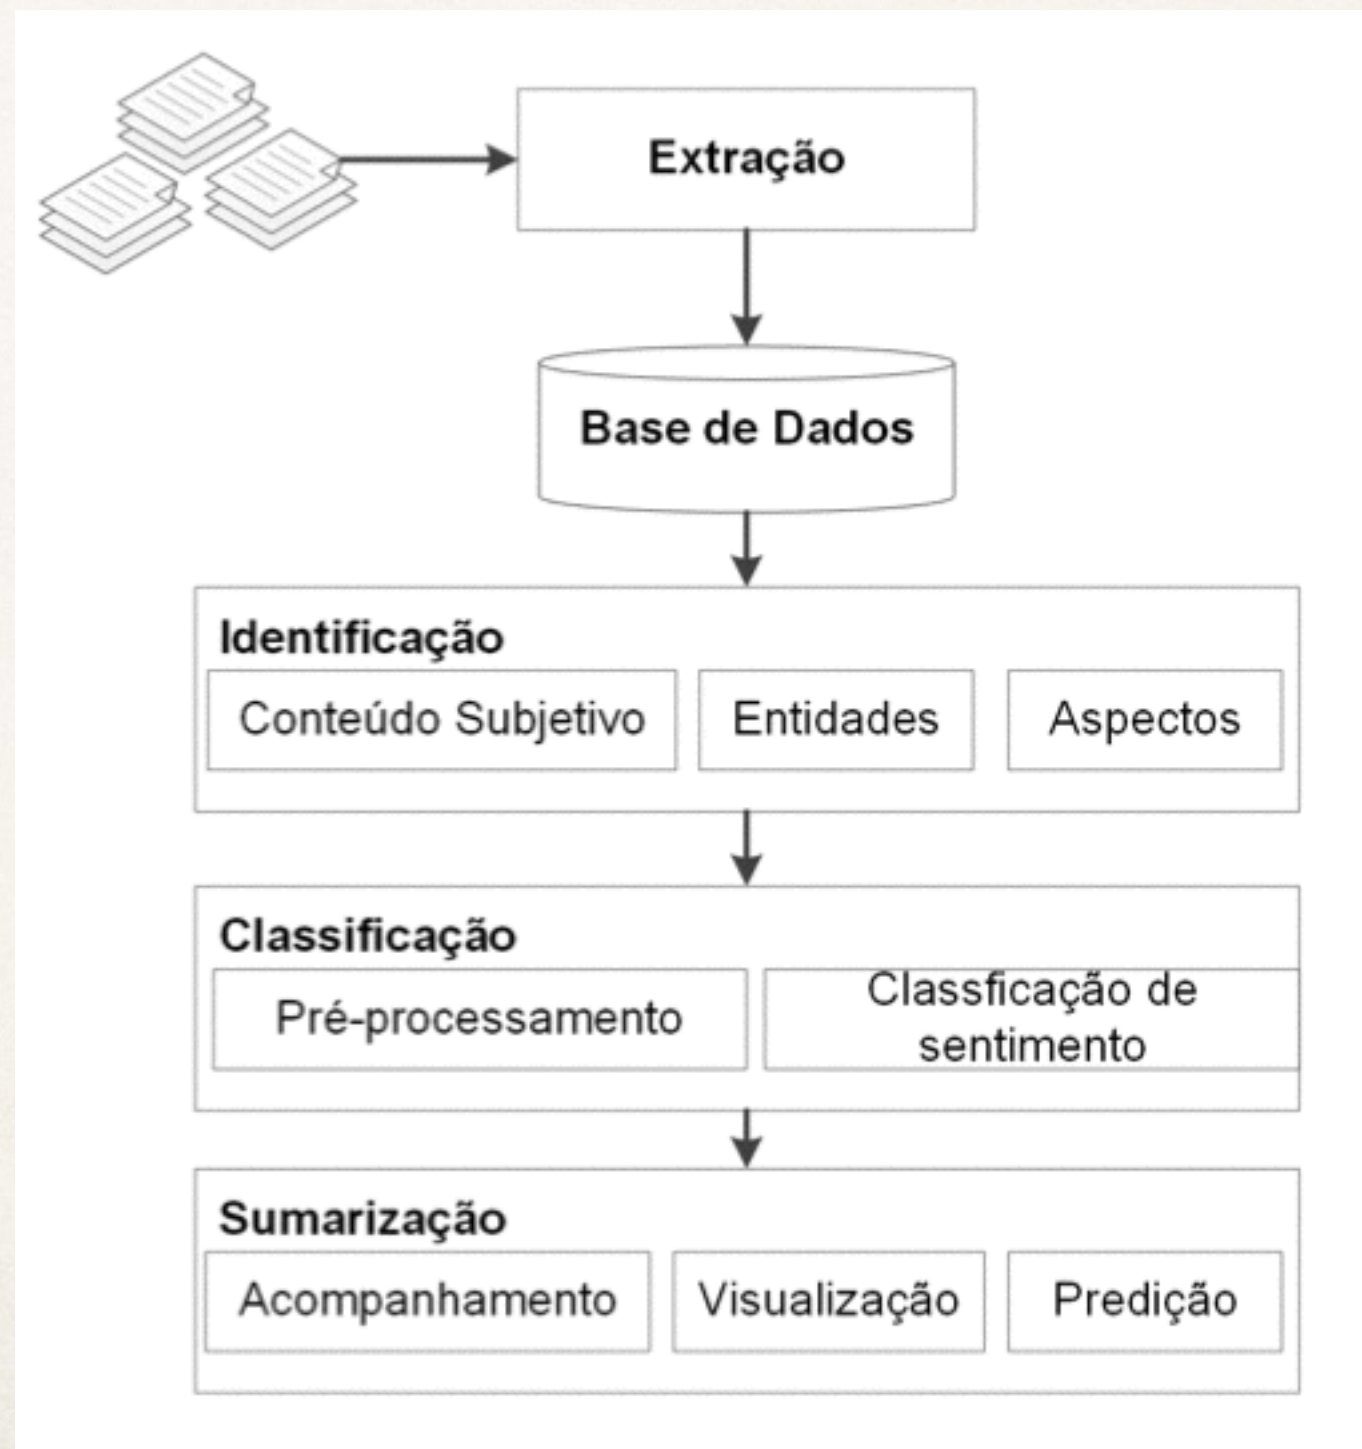 Extração
Base de Dados
Identificação
Conteúdo Subjetivo
Entidades
Aspectos
Classificação
Pré-processamento
Classficação de
sentimento
Sumarização
Acompanhamento
Visualização
Predição